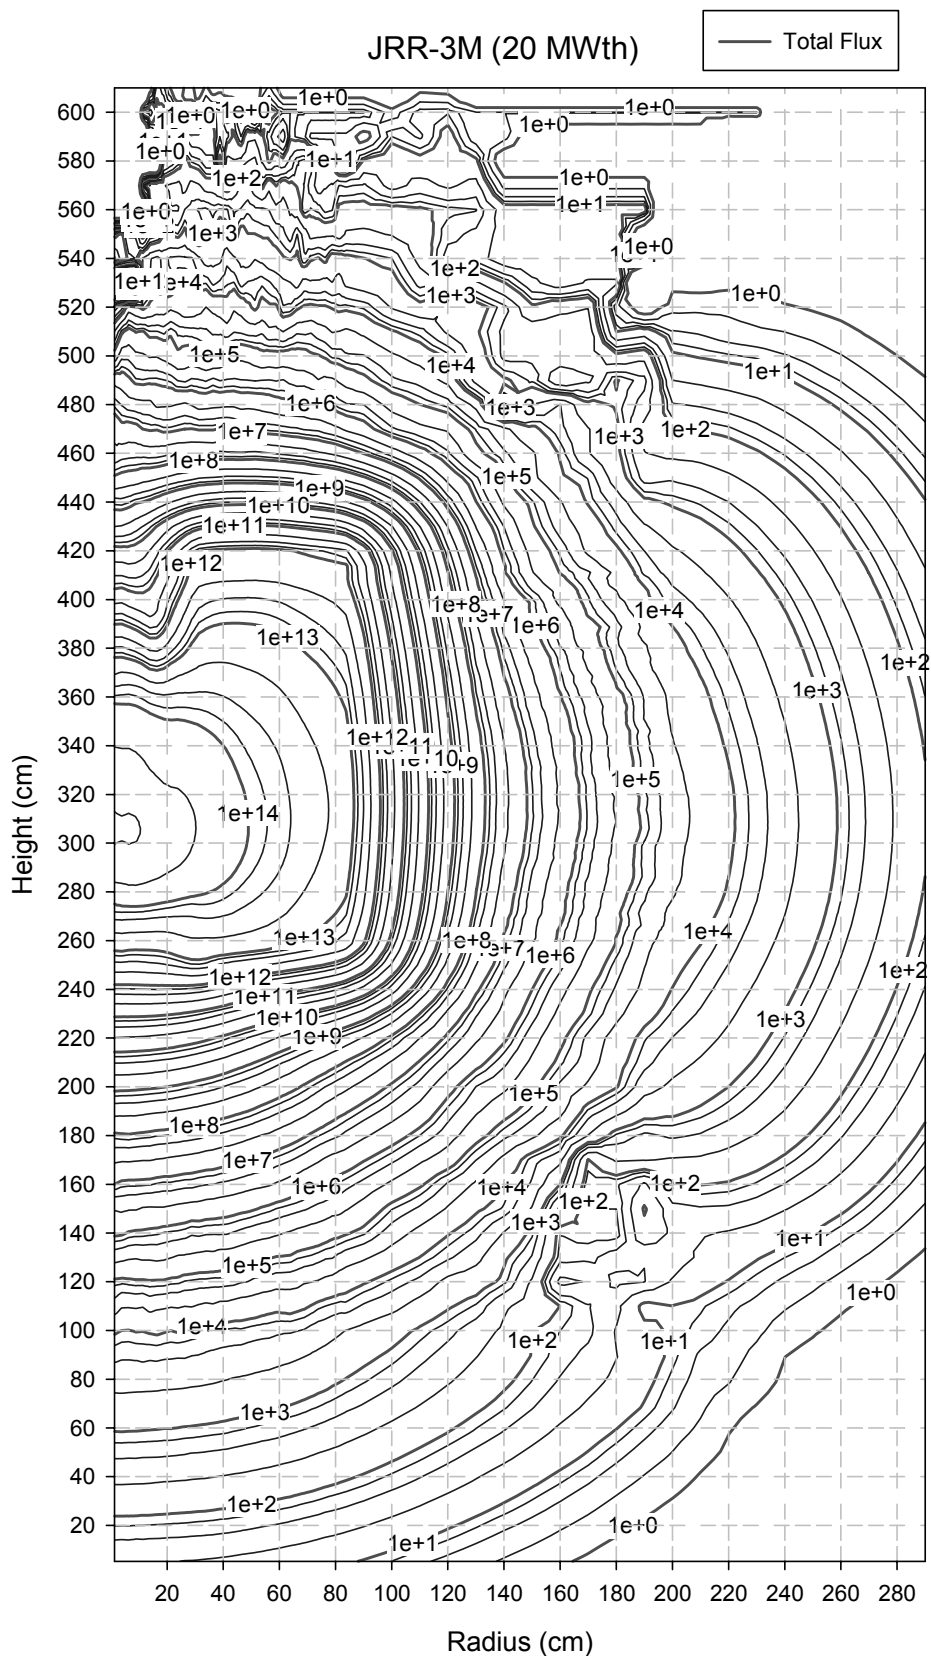 JRR-3M (20 MWth)
Total Flux
Height (cm)
600
580
560
540
520
500
480
460
440
420
400
380
360
340
320
300
280
260
240
220
200
180
160
140
120
100
80
60
40
20
1e+0
1e+0
1e+0
1e+0
1e+0
1e+0
1e+1
1e+2
1e+0
1e+1
1e+0
1e+3
1e+0
1e+2
1e+1
1e+4
1e+3
1e+0
1e+5
1e+4
1e+1
1e+6
1e+3
1e+7
1e+3
1e+2
1e+8
1e+5
1e+9
1e+10
1e+11
1e+12
1e+8
1e+7
1e+6
1e+4
1e+13
1e+2
1e+3
1e+12
1e+5
1e+14
1e+13
1e+8
1e+7
1e+6
1e+4
1e+12
1e+2
1e+11
1e+10
1e+3
1e+9
1e+5
1e+8
1e+7
1e+6
1e+4
1e+2
1e+2
1e+3
1e+1
1e+5
1e+0
1e+4
1e+2
1e+1
1e+3
1e+2
1e+0
1e+1
20 40 60 80 100 120 140 160 180 200 220 240 260 280
Radius (cm)